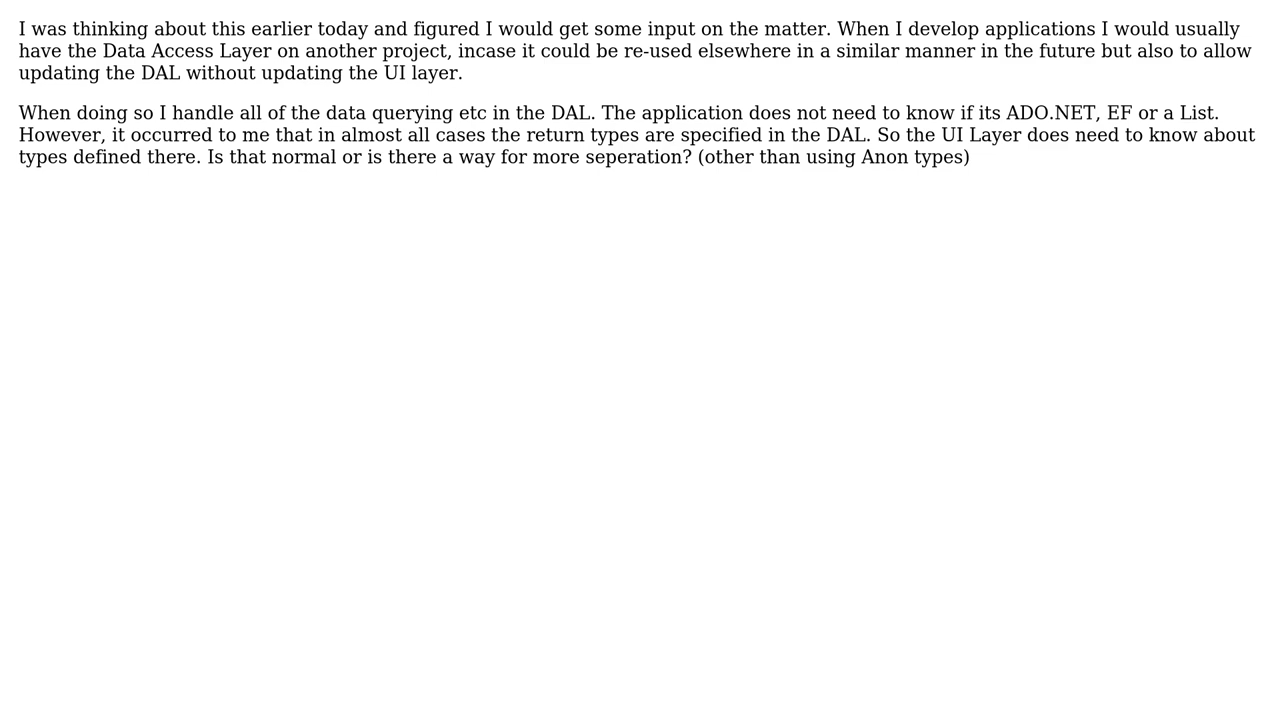 I was thinking about this earlier today and figured I would get some input on the matter. When I develop applications I would usually
have the Data Access Layer on another project, incase it could be re-used elsewhere in a similar manner in the future but also to allow
updating the DAL without updating the UI layer.
When doing so I handle all of the data querying etc in the DAL. The application does not need to know if its ADO.NET, EF or a List.
However, it occurred to me that in almost all cases the return types are specified in the DAL. So the UI Layer does need to know about
types defined there. Is that normal or is there a way for more seperation? (other than using Anon types)